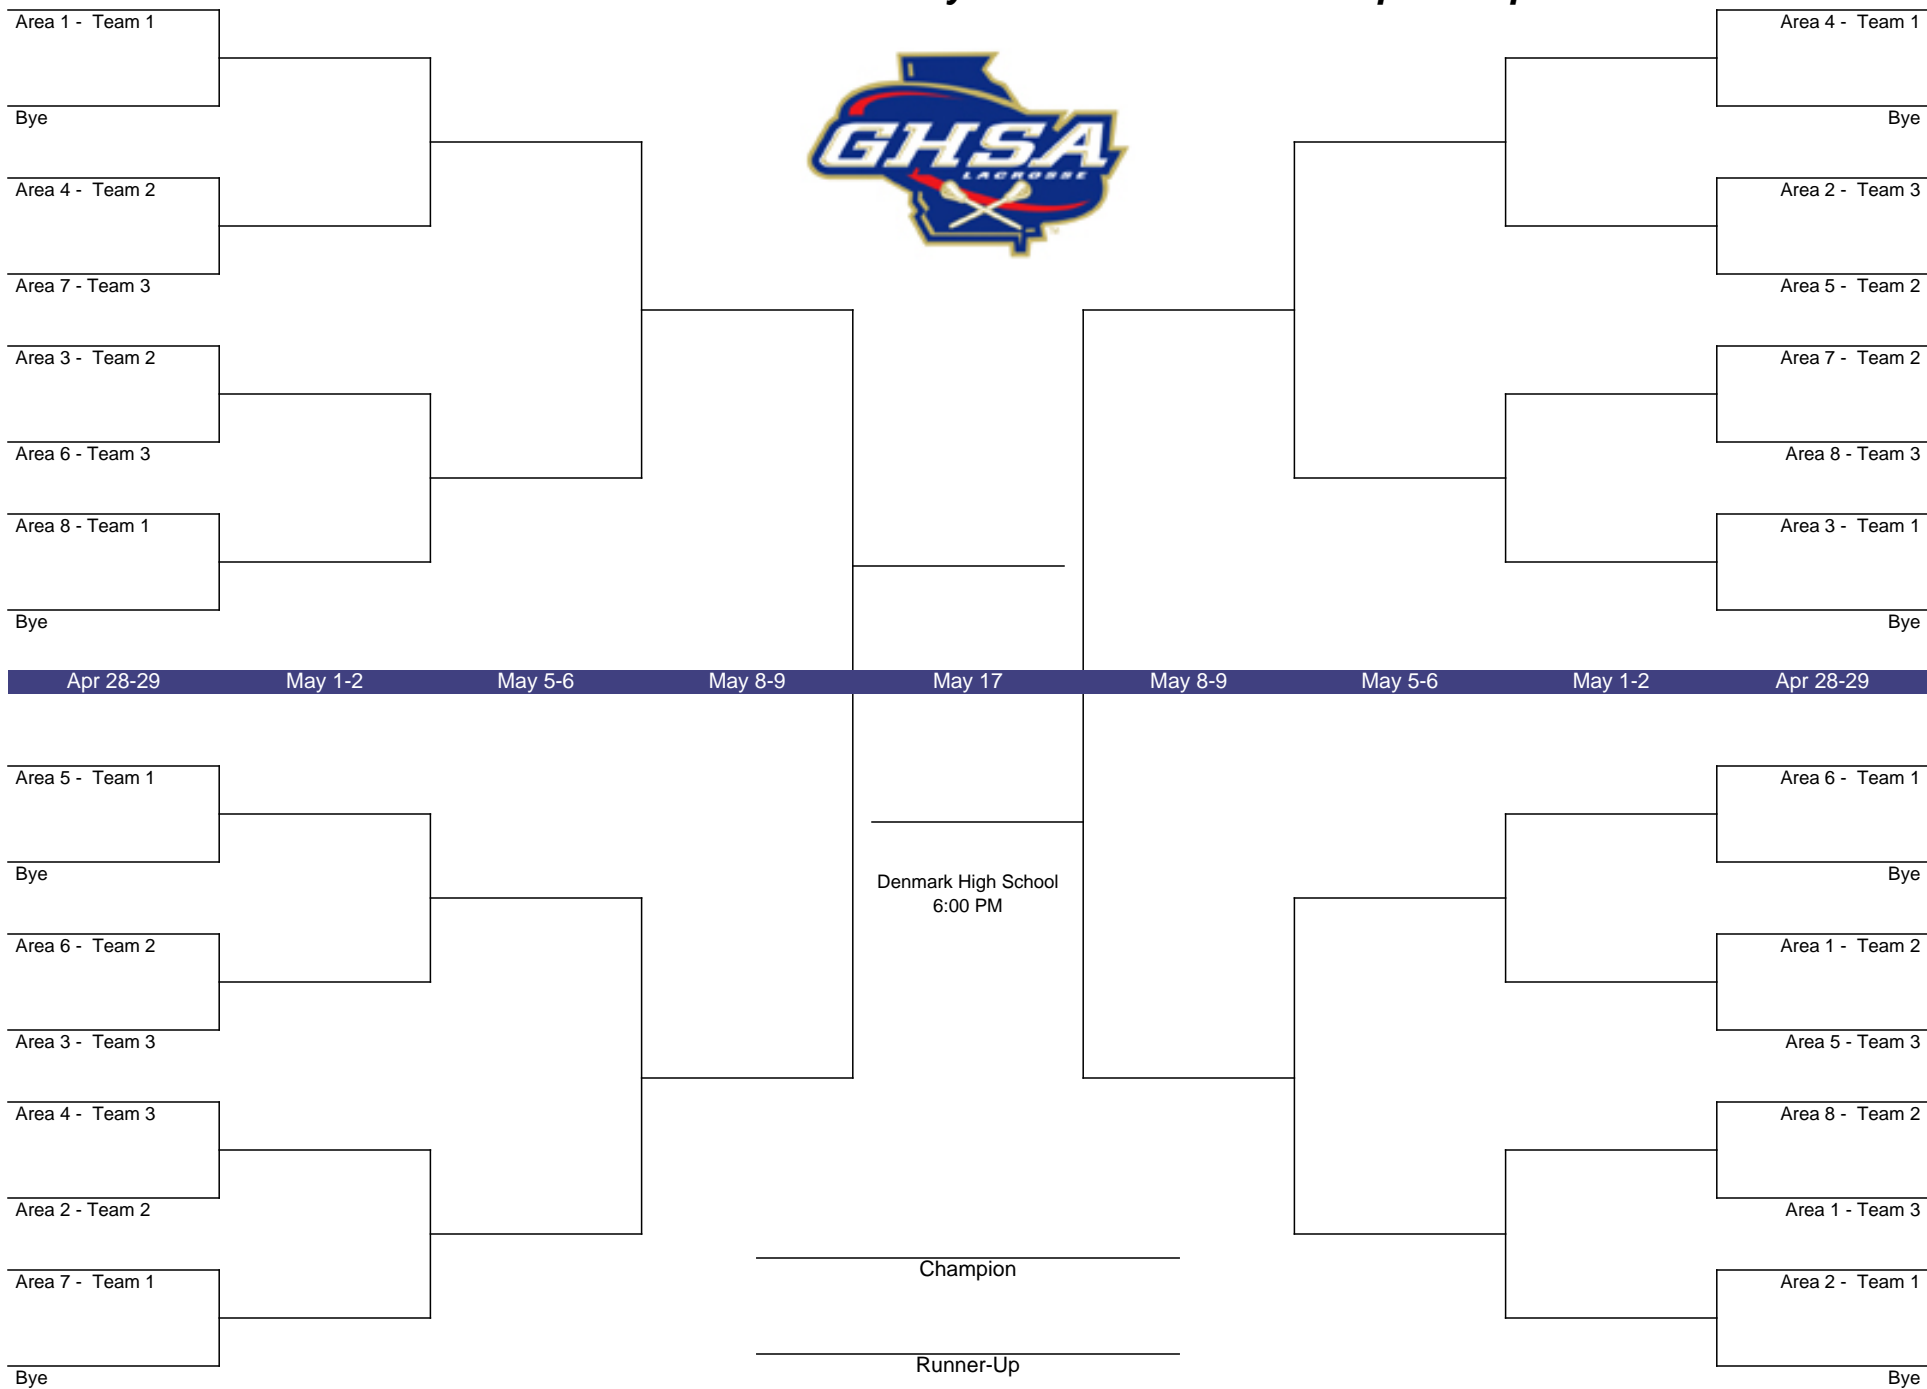 Area 1 - Team 1
Bye
Area 4 - Team 2
Area 7 - Team 3
Area 3 - Team 2
Area 6 - Team 3
Area 8 - Team 1
Bye
GHSA
LACROSSE
TM
Area 4 - Team 1
Bye
Area 2 - Team 3
Area 5 - Team 2
Area 7 - Team 2
Area 8 - Team 3
Area 3 - Team 1
Bye
Apr 28-29 May 1-2 May 5-6 May 8-9 May 17 May 8-9 May 5-6 May 1-2 Apr 28-29
Area 5 - Team 1
Bye
Area 6 - Team 2
Area 3 - Team 3
Area 4 - Team 3
Area 2 - Team 2
Area 7 - Team 1
Bye
Denmark High School
6:00 PM
Champion
Runner-Up
Area 6 - Team 1
Bye
Area 1 - Team 2
Area 5 - Team 3
Area 8 - Team 2
Area 1 - Team 3
Area 2 - Team 1
Bye